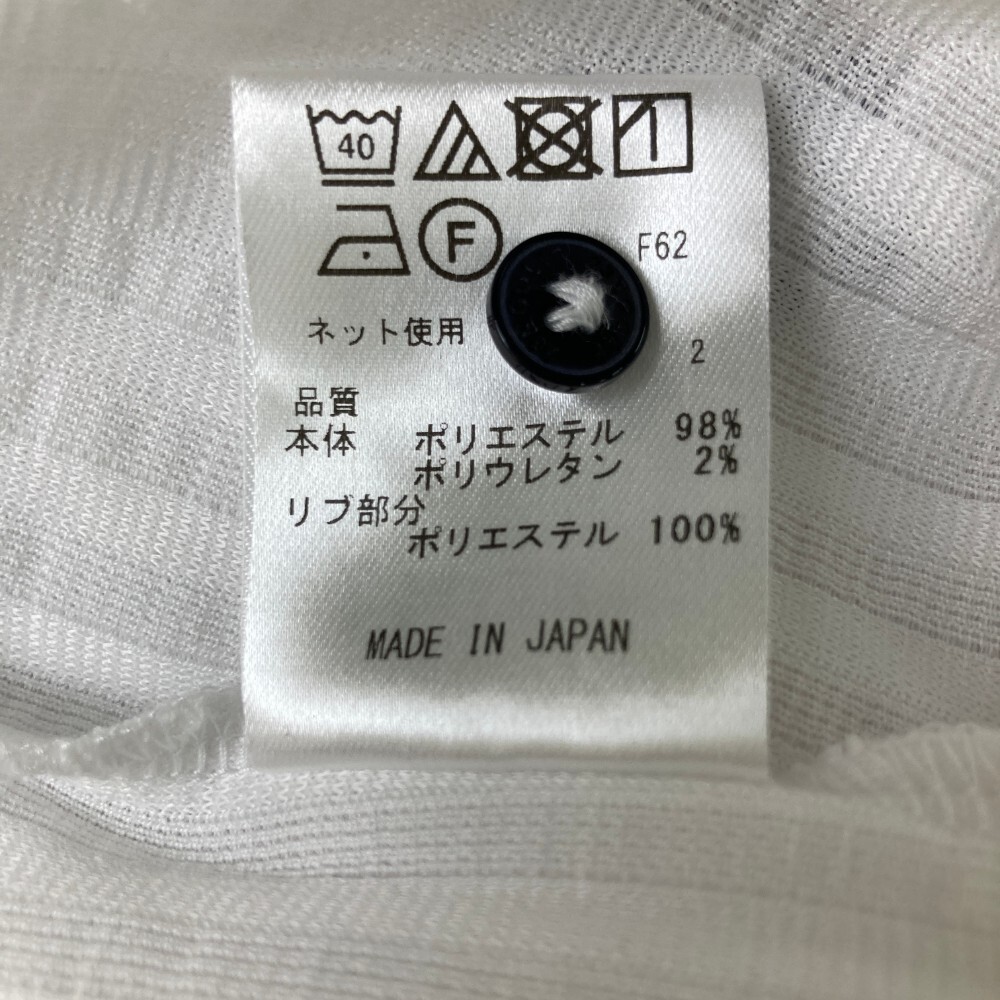 40
F
F62
ネット使用
2
品質
本体 ポリエステル 98%
ポリウレタン 2%
リブ部分
ポリエステル 100%
MADE IN JAPAN